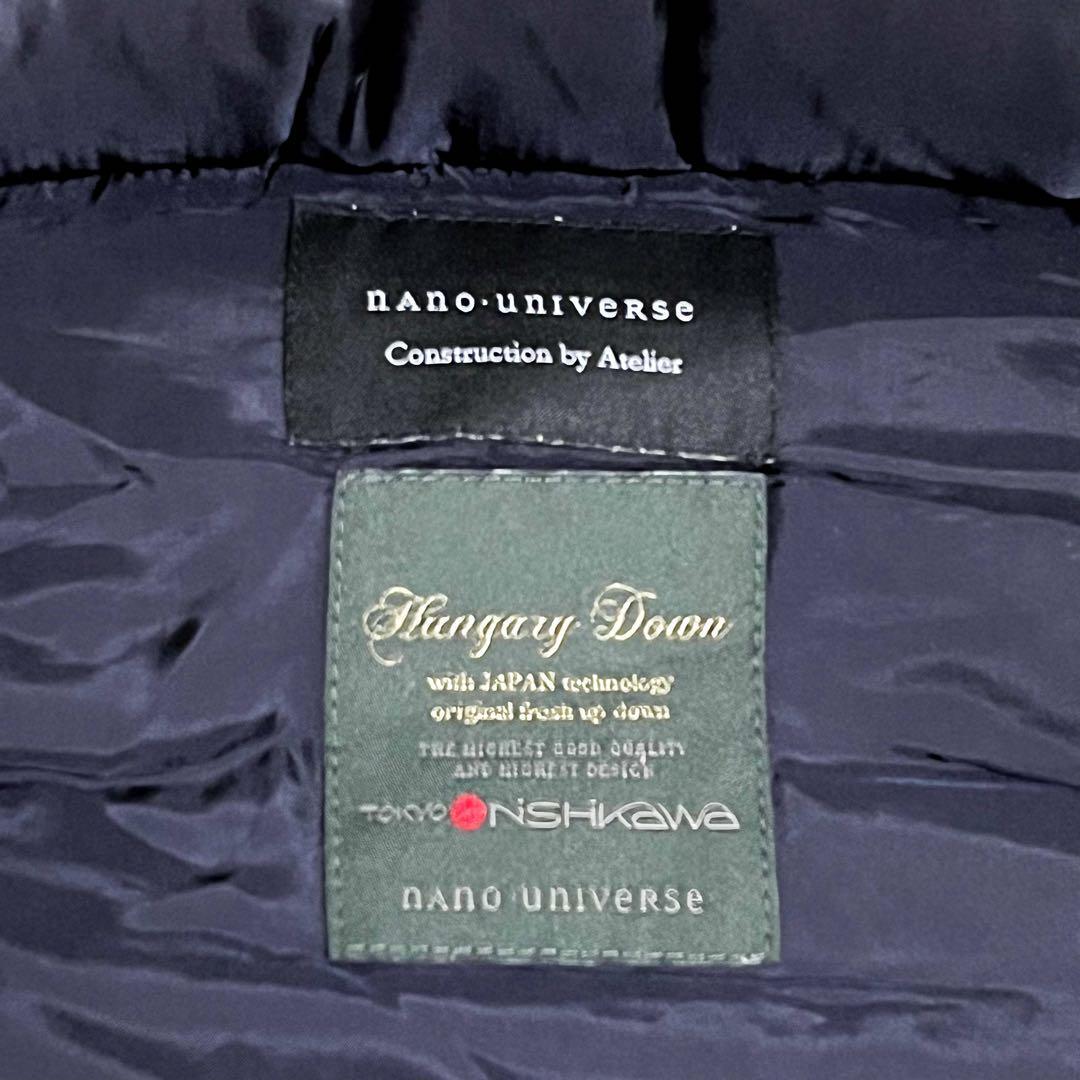 nano·universe
Construction by Atelier
Hungary Down
with JAPAN technology
original fresh up down
THE HIGHEST GOOD QUALITY
AND HIGHEST DESIGN
TOKYO NiSHiKaWa
nano·universe